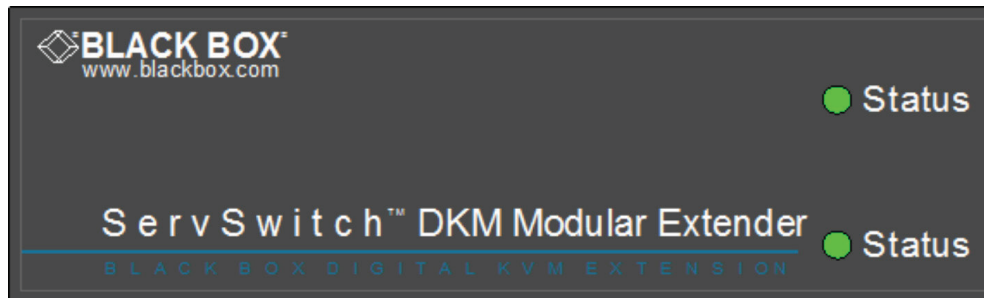 BLACK BOX®
www.blackbox.com
Status
ServSwitch™ DKM Modular Extender
Status
BLACK BOX DIGITAL KVM EXTENSION